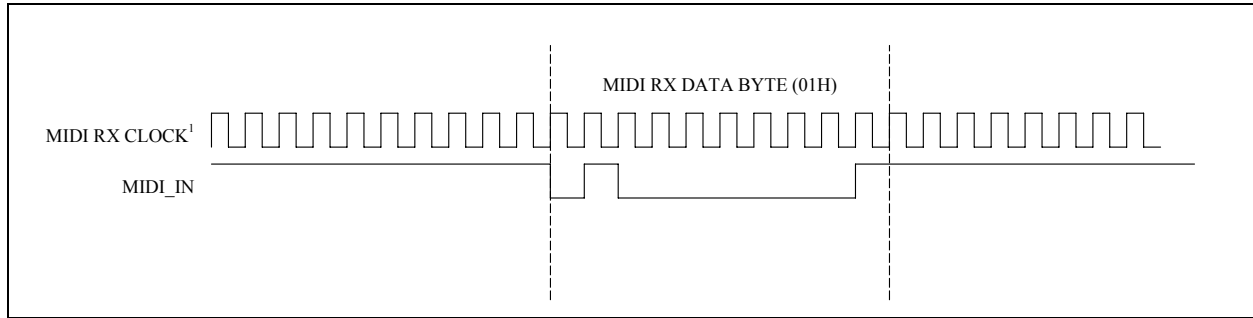 MIDI RX DATA BYTE (01H)
MIDI RX CLOCK¹
MIDI_IN